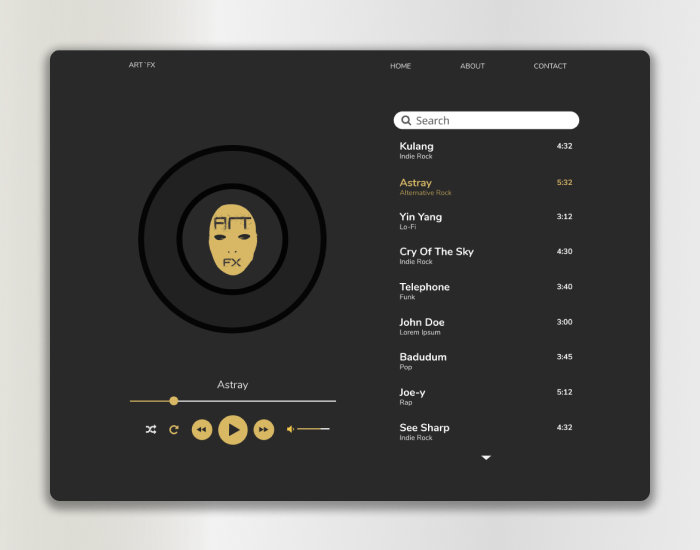 ART'FX
HOME
ABOUT
CONTACT
Search
Kulang 4:32
Indie Rock
Astray 5:32
Alternative Rock
Yin Yang 3:12
Lo-Fi
Cry Of The Sky 4:30
Indie Rock
Telephone 3:40
Funk
John Doe 3:00
Lorem Ipsum
Badudum 3:45
Pop
Joe-y 5:12
Rap
See Sharp 4:32
Indie Rock
ART
FX
Astray